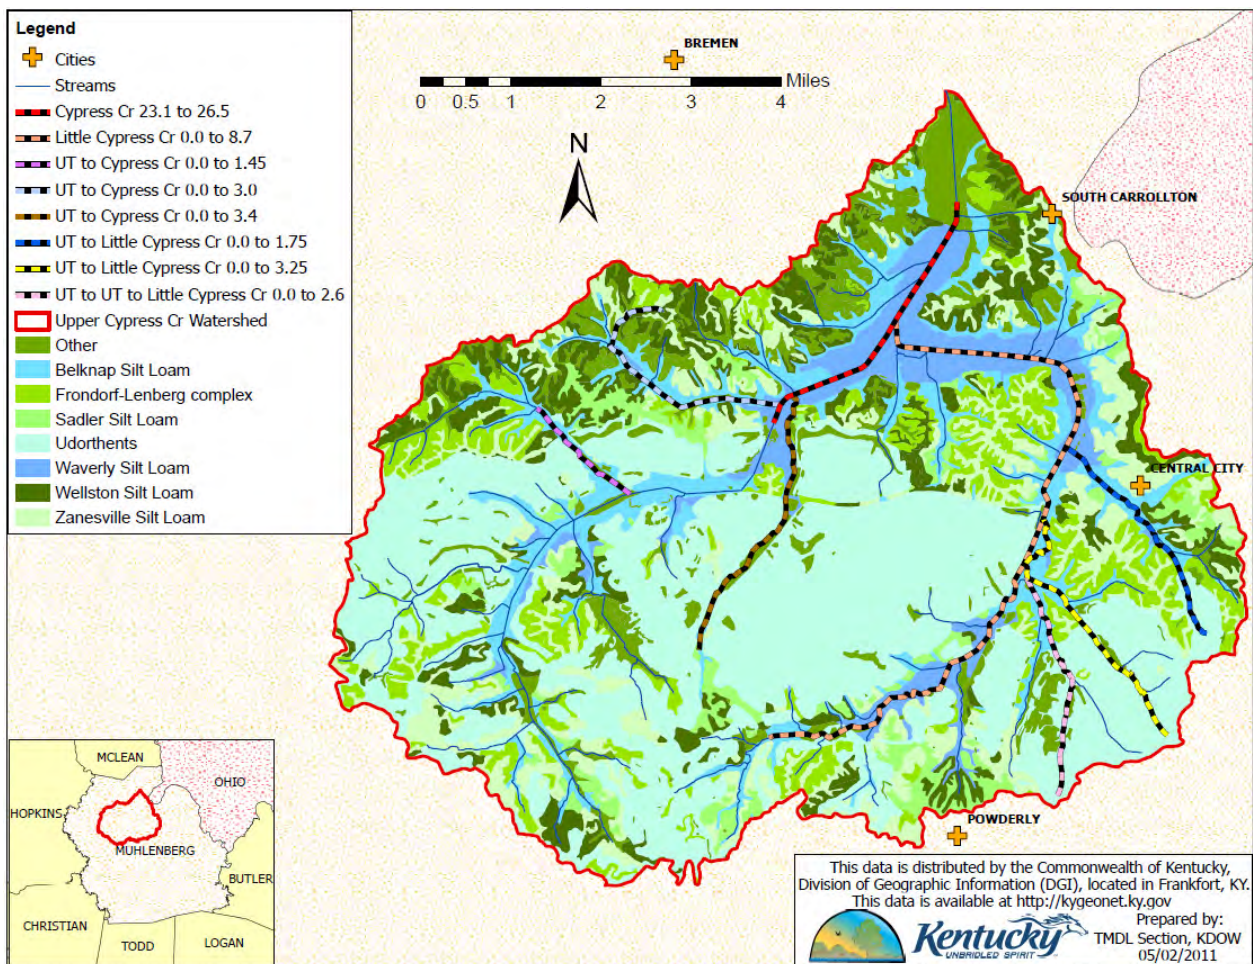 Legend
Cities
Streams
Cypress Cr 23.1 to 26.5
Little Cypress Cr 0.0 to 8.7
UT to Cypress Cr 0.0 to 1.45
UT to Cypress Cr 0.0 to 3.0
UT to Cypress Cr 0.0 to 3.4
UT to Little Cypress Cr 0.0 to 1.75
UT to Little Cypress Cr 0.0 to 3.25
UT to UT to Little Cypress Cr 0.0 to 2.6
Upper Cypress Cr Watershed
Other
Belknap Silt Loam
Frondorf-Lenberg complex
Sadler Silt Loam
Udorthents
Waverly Silt Loam
Wellston Silt Loam
Zanesville Silt Loam
BREMEN
Miles
0 0.5 1 2 3 4
N
SOUTH CARROLLTON
CENTRAL CITY
POWDERLY
MCLEAN
OHIO
HOPKINS
MUHLENBERG
BUTLER
CHRISTIAN
TODD
LOGAN
This data is distributed by the Commonwealth of Kentucky,
Division of Geographic Information (DGI), located in Frankfort, KY.
This data is available at http://kygeonet.ky.gov
Kentucky
UNBRIDLED SPIRIT
Prepared by:
TMDL Section, KDOW
05/02/2011